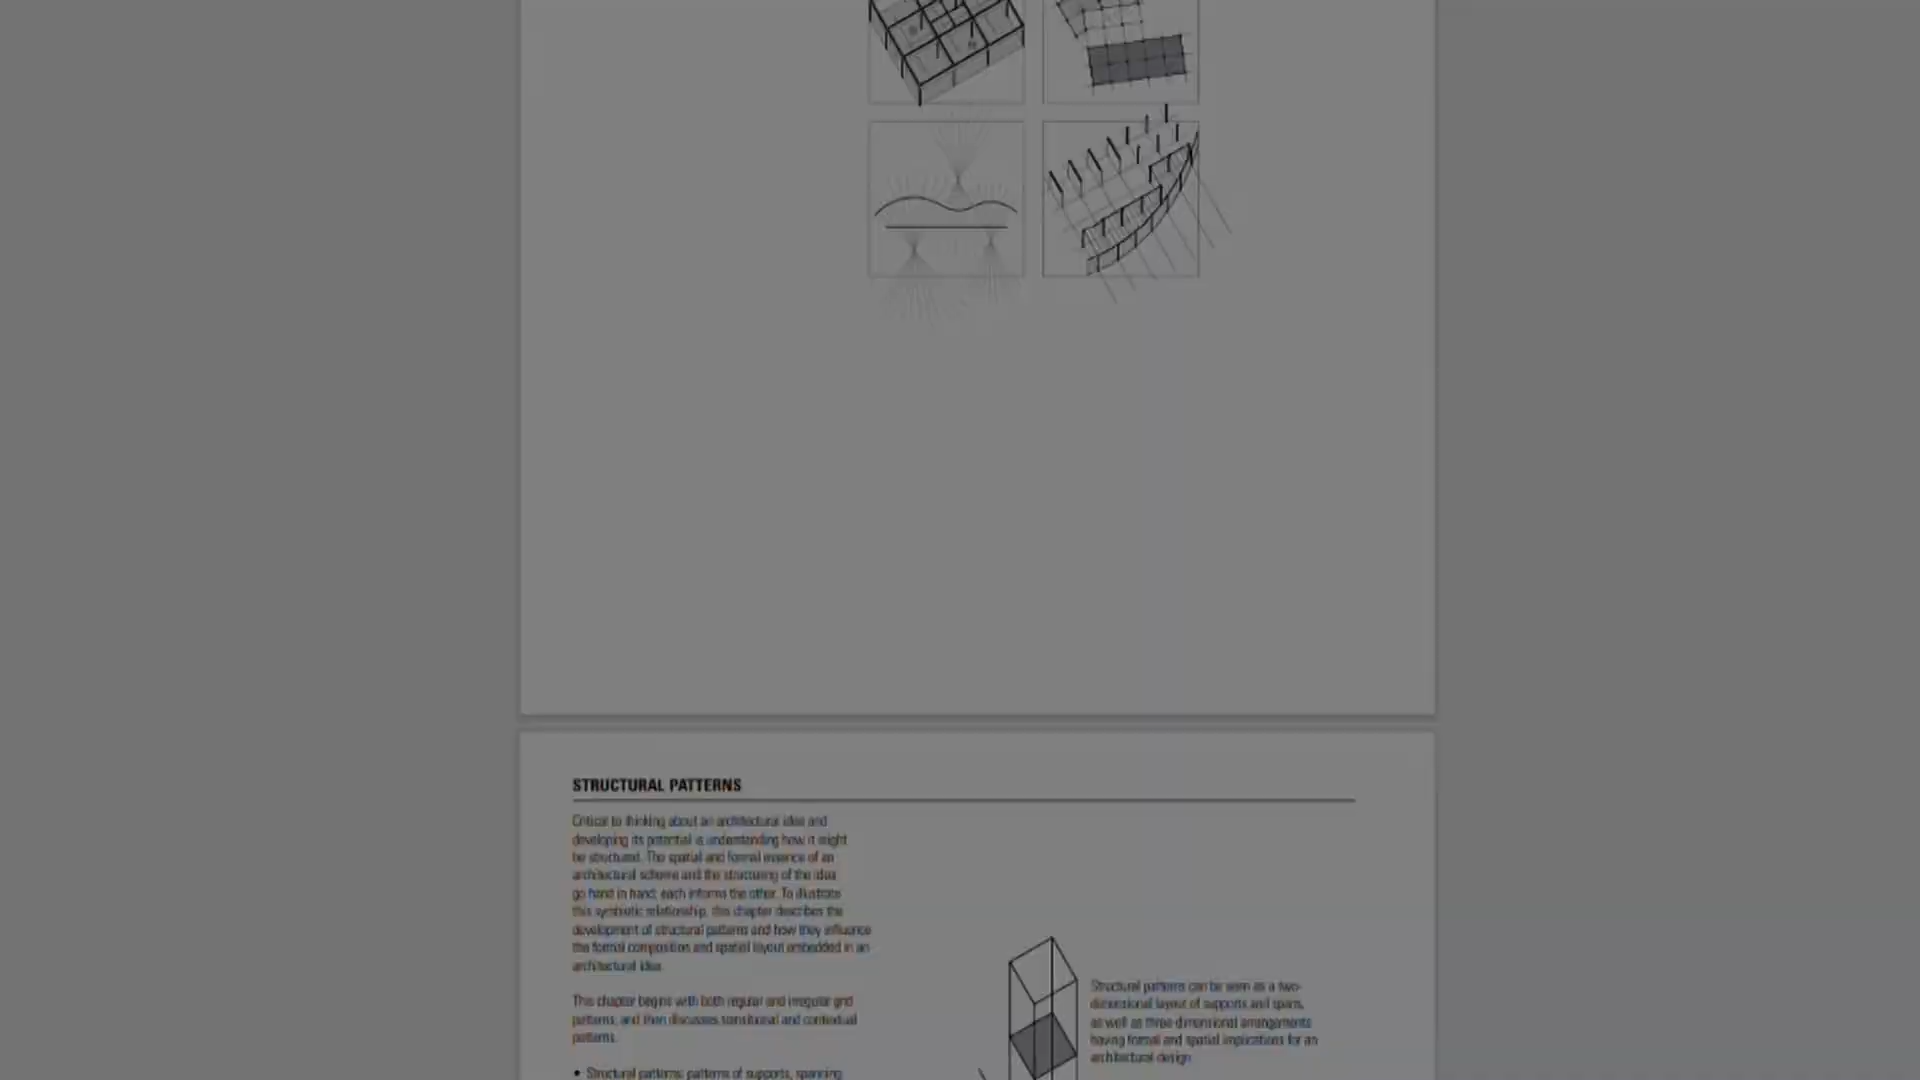 STRUCTURAL PATTERNS
Critical to thinking about an architectural idea and
developing its potential is understanding how it might
be structured. The spatial and formal essence of an
architectural scheme and the structuring of the idea
go hand in hand; each informs the other. To illustrate
this symbiotic relationship, this chapter describes the
development of structural patterns and how they influence
the formal composition and spatial layout embedded in an
architectural idea.
This chapter begins with both regular and irregular grid
patterns, and then discusses transitional and contextual
patterns.
• Structural patterns: patterns of supports, spanning
Structural patterns can be seen as a two-
dimensional layout of supports and spans,
as well as three-dimensional arrangements
having formal and spatial implications for an
architectural design.